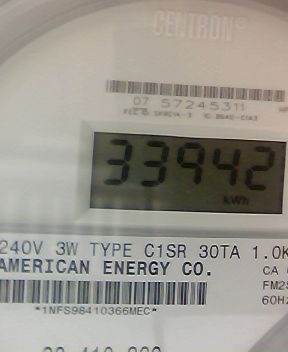 CENTRON®
07 57245311
33942
kWh
240V 3W TYPE C1SR 30TA 1.0K
AMERICAN ENERGY CO.
CA
FM2S
60Hz
*1NFS98410366MEC*